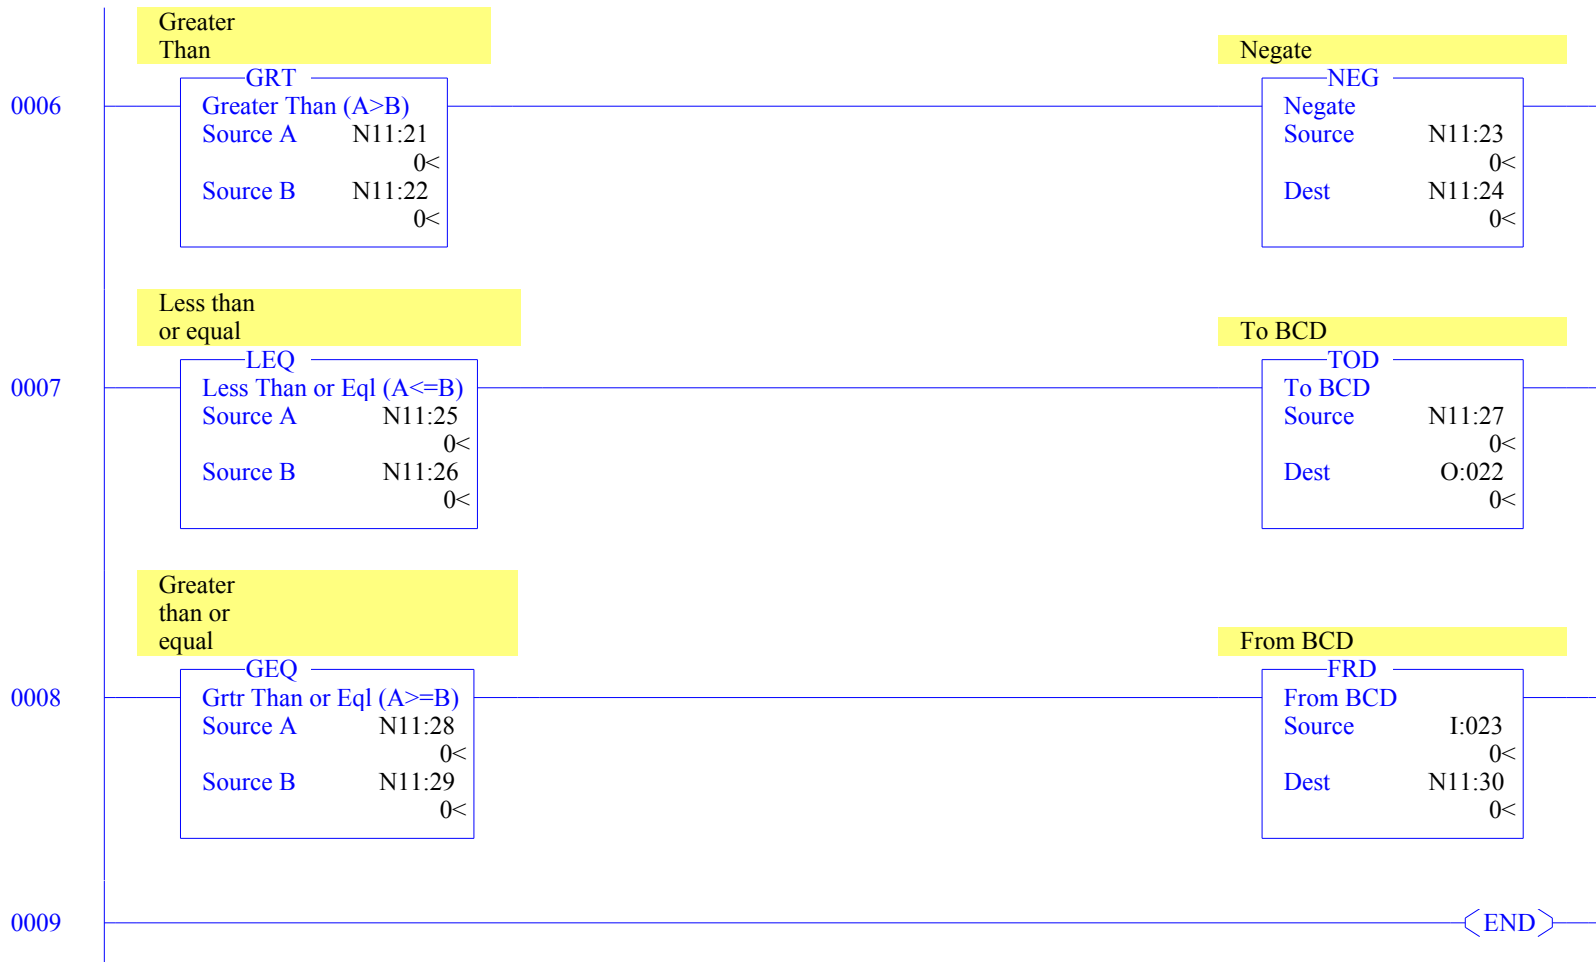 Greater
Than
Negate
GRT
NEG
0006
Greater Than (A>B)
Negate
Source A N11:21
Source N11:23
0<
0<
Source B N11:22
Dest N11:24
0<
0<
Less than
or equal
To BCD
LEQ
TOD
0007
Less Than or Eql (A<=B)
To BCD
Source A N11:25
Source N11:27
0<
0<
Source B N11:26
Dest O:022
0<
0<
Greater
than or
equal
From BCD
GEQ
FRD
0008
Grtr Than or Eql (A>=B)
From BCD
Source A N11:28
Source I:023
0<
0<
Source B N11:29
Dest N11:30
0<
0<
0009
END